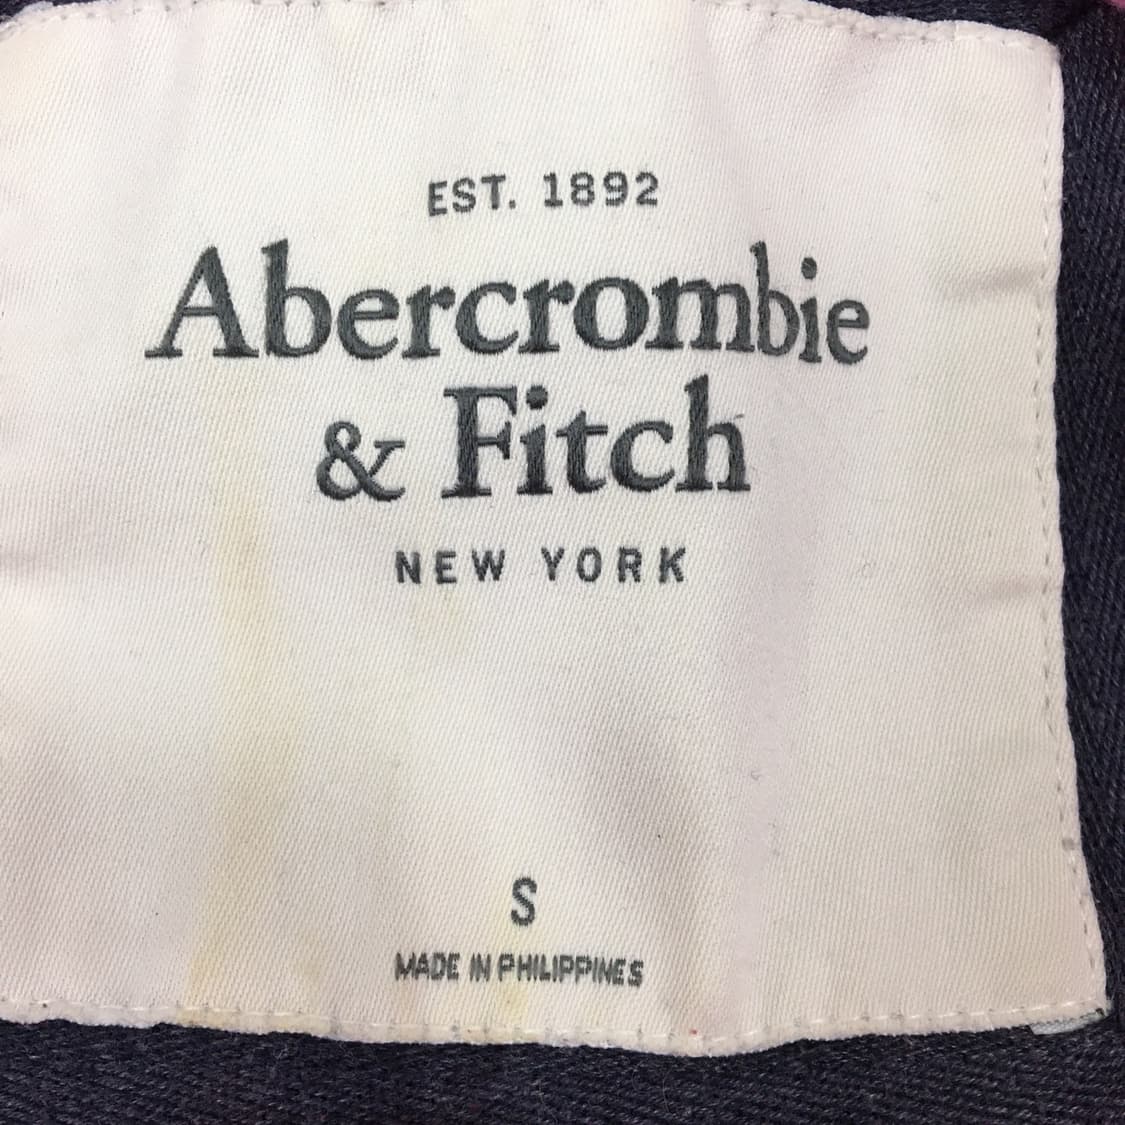 EST. 1892
Abercrombie
& Fitch
NEW YORK
S
MADE IN PHILIPPINES